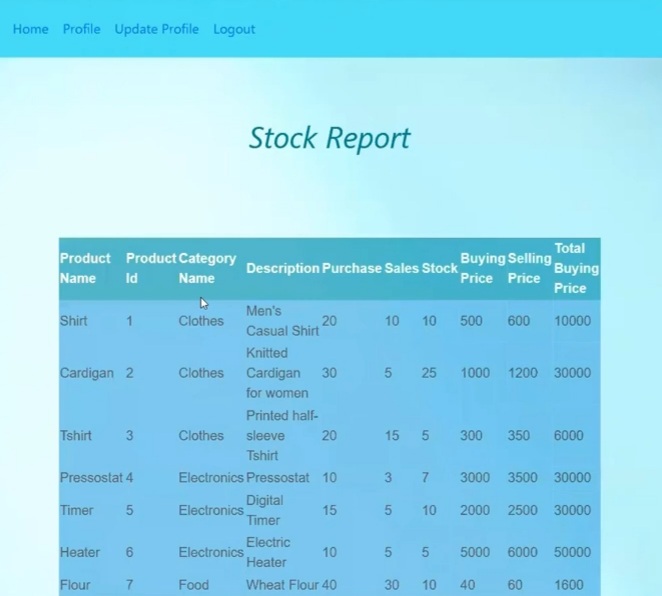 Home Profile Update Profile Logout
Stock Report
Product Name Product Id Category Name Description Purchase Sales Stock Buying Price Selling Price Total Buying Price
Shirt 1 Clothes Men's Casual Shirt 20 10 10 500 600 10000
Cardigan 2 Clothes Knitted Cardigan for women 30 5 25 1000 1200 30000
Tshirt 3 Clothes Printed half-sleeve Tshirt 20 15 5 300 350 6000
Pressostat 4 Electronics Pressostat 10 3 7 3000 3500 30000
Timer 5 Electronics Digital Timer 15 5 10 2000 2500 30000
Heater 6 Electronics Electric Heater 10 5 5 5000 6000 50000
Flour 7 Food Wheat Flour 40 30 10 40 60 1600